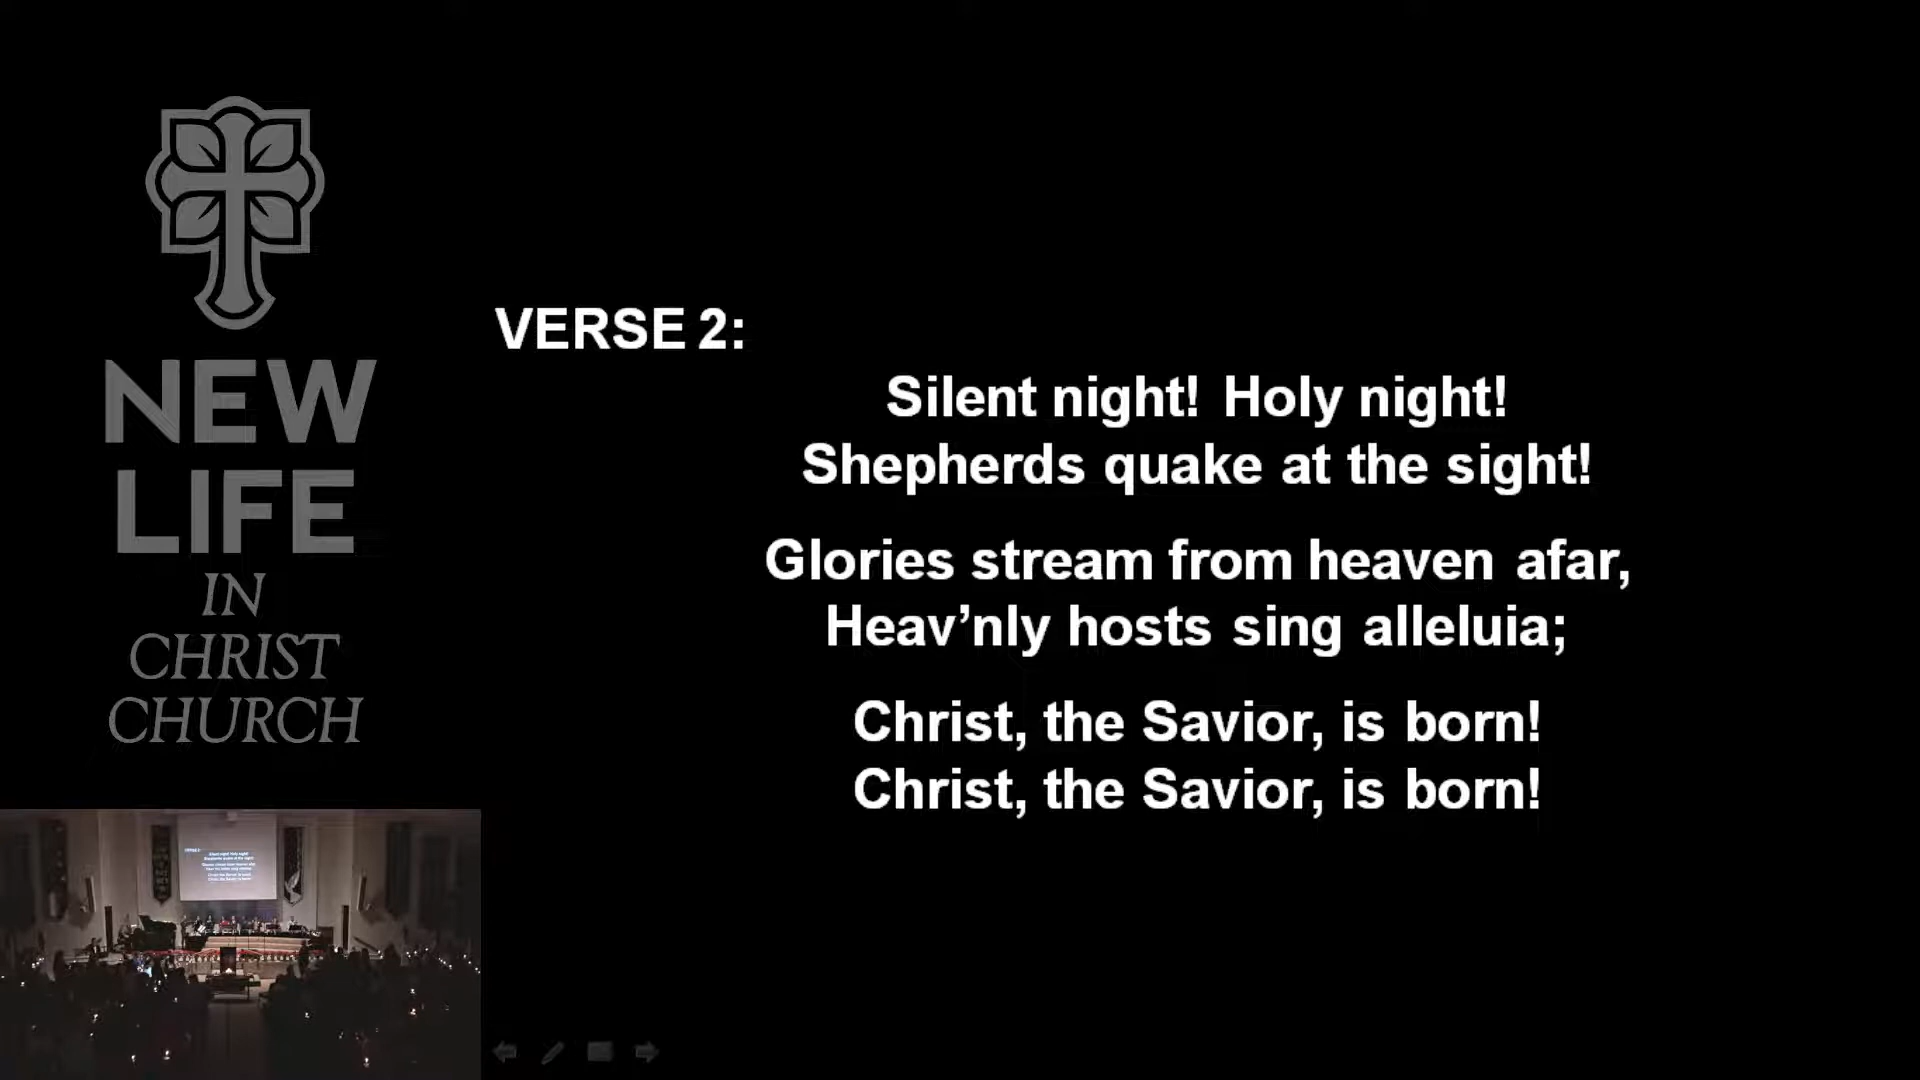 NEW
LIFE
IN
CHRIST
CHURCH
VERSE 2:
Silent night! Holy night!
Shepherds quake at the sight!
Glories stream from heaven afar,
Heav’nly hosts sing alleluia;
Christ, the Savior, is born!
Christ, the Savior, is born!